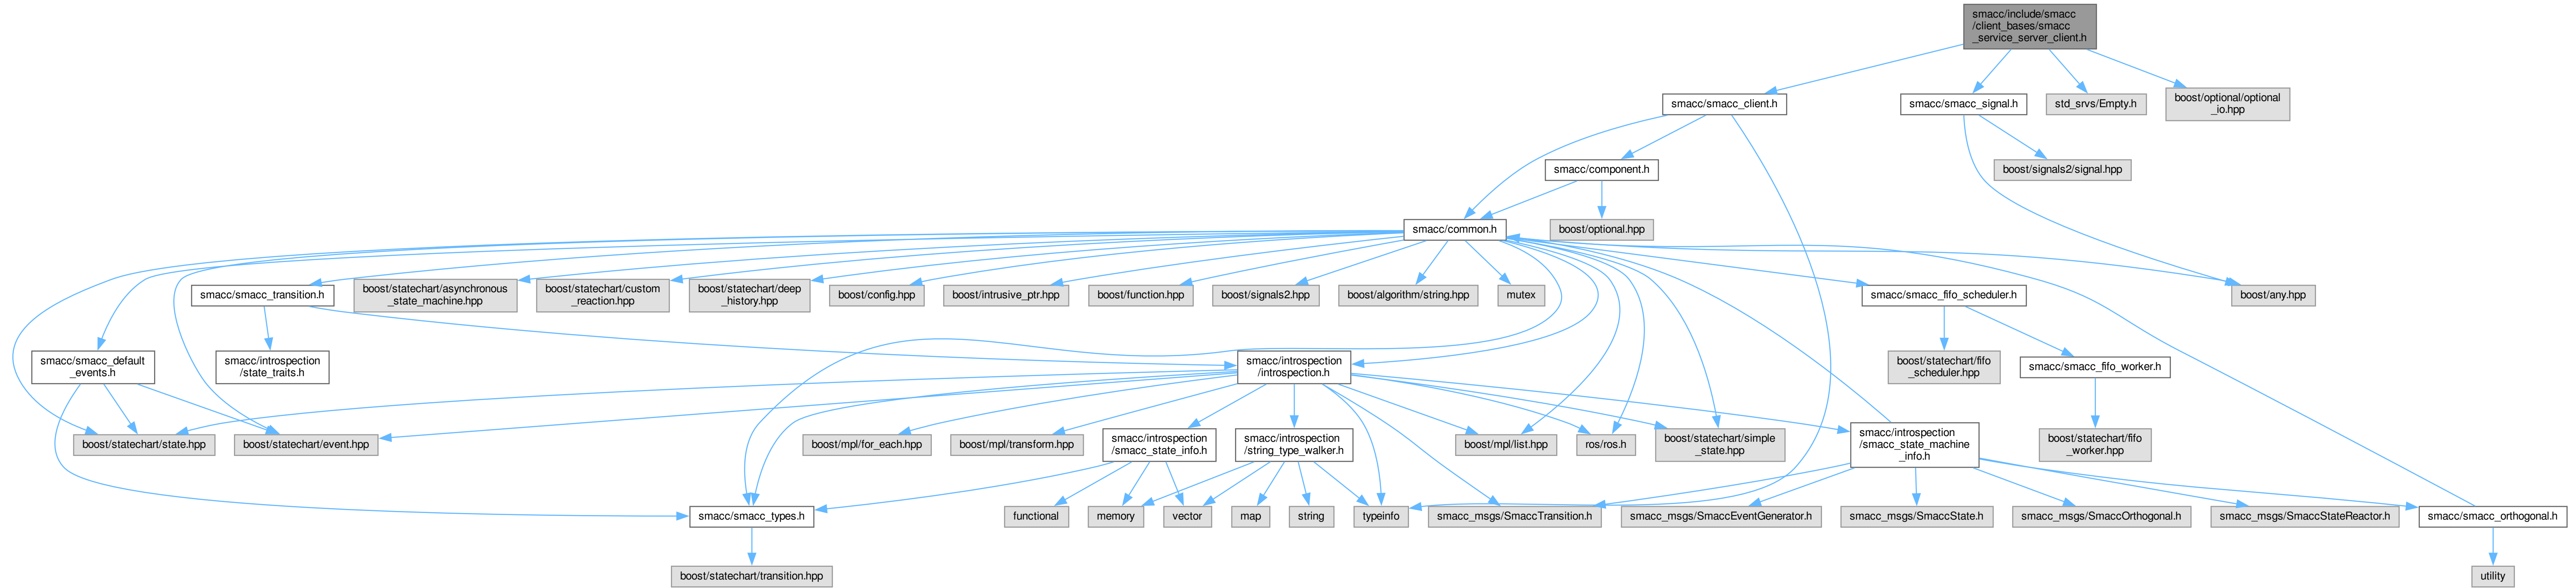 smacc/include/smacc
/client_bases/smacc
_service_server_client.h
smacc/smacc_client.h
smacc/smacc_signal.h
std_srvs/Empty.h
boost/optional/optional
_io.hpp
smacc/component.h
boost/signals2/signal.hpp
smacc/common.h
boost/optional.hpp
smacc/smacc_transition.h
boost/statechart/asynchronous
_state_machine.hpp
boost/statechart/custom
_reaction.hpp
boost/statechart/deep
_history.hpp
boost/config.hpp
boost/intrusive_ptr.hpp
boost/function.hpp
boost/signals2.hpp
boost/algorithm/string.hpp
mutex
smacc/smacc_fifo_scheduler.h
boost/any.hpp
smacc/smacc_default
_events.h
smacc/introspection
/state_traits.h
smacc/introspection
/introspection.h
boost/statechart/fifo
_scheduler.hpp
smacc/smacc_fifo_worker.h
boost/statechart/state.hpp
boost/statechart/event.hpp
boost/mpl/for_each.hpp
boost/mpl/transform.hpp
smacc/introspection
/smacc_state_info.h
smacc/introspection
/string_type_walker.h
boost/mpl/list.hpp
ros/ros.h
boost/statechart/simple
_state.hpp
smacc/introspection
/smacc_state_machine
_info.h
boost/statechart/fifo
_worker.hpp
smacc/smacc_types.h
functional
memory
vector
map
string
typeinfo
smacc_msgs/SmaccTransition.h
smacc_msgs/SmaccEventGenerator.h
smacc_msgs/SmaccState.h
smacc_msgs/SmaccOrthogonal.h
smacc_msgs/SmaccStateReactor.h
smacc/smacc_orthogonal.h
boost/statechart/transition.hpp
utility